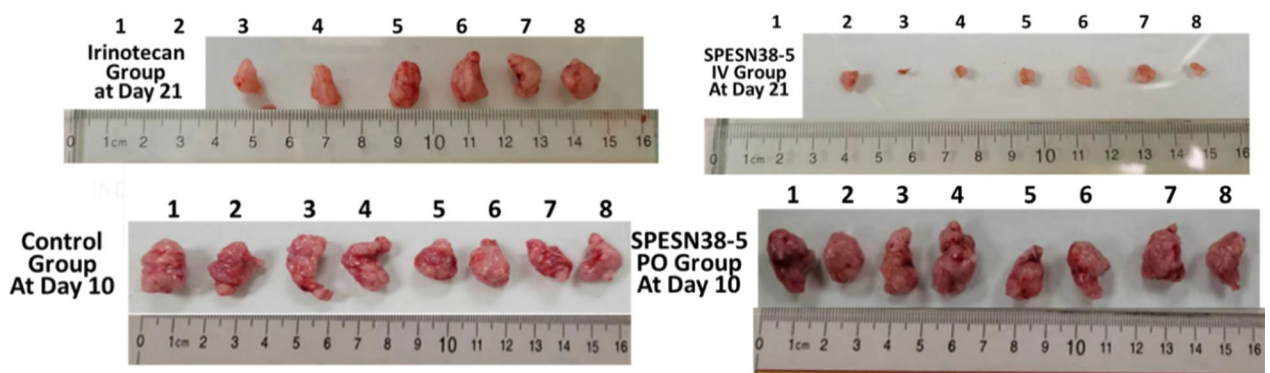 1 2 3 4 5 6 7 8
Irinotecan
Group
at Day 21
0 1cm 2 3 4 5 6 7 8 9 10 11 12 13 14 15 16
1 2 3 4 5 6 7 8
SPESN38-5
IV Group
At Day 21
0 1cm 2 3 4 5 6 7 8 9 10 11 12 13 14 15 16
1 2 3 4 5 6 7 8
Control
Group
At Day 10
0 1cm 2 3 4 5 6 7 8 9 10 11 12 13 14 15 16
1 2 3 4 5 6 7 8
SPESN38-5
PO Group
At Day 10
0 1cm 2 3 4 5 6 7 8 9 10 11 12 13 14 15 16